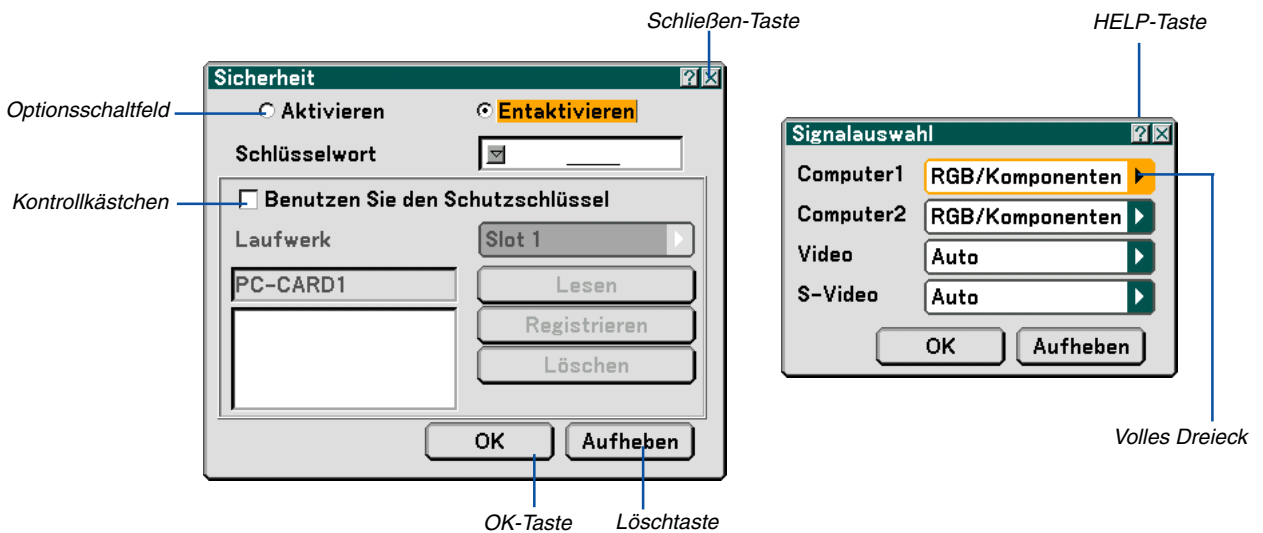 Schließen-Taste
HELP-Taste
Sicherheit
Optionsschaltfeld
Aktivieren
Entaktivieren
Schlüsselwort
Kontrollkästchen
Benutzen Sie den Schutzschlüssel
Laufwerk
Slot 1
PC-CARD1
Lesen
Registrieren
Löschen
OK
Aufheben
OK-Taste
Löschtaste
Signalauswahl
Computer1
RGB/Komponenten
Computer2
RGB/Komponenten
Video
Auto
S-Video
Auto
OK
Aufheben
Volles Dreieck